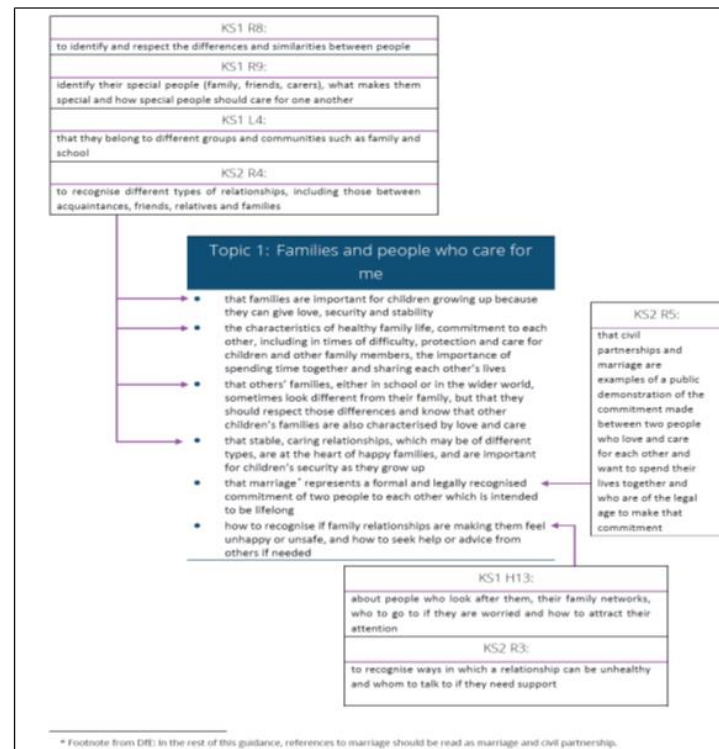 KS1 R8:
to identify and respect the differences and similarities between people
KS1 R9:
identify their special people (family, friends, carers), what makes them
special and how special people should care for one another
KS1 L4:
that they belong to different groups and communities such as family and
school
KS2 R4:
to recognise different types of relationships, including those between
acquaintances, friends, relatives and families
Topic 1: Families and people who care for
me
• that families are important for children growing up because
they can give love, security and stability
• the characteristics of healthy family life, commitment to each
other, including in times of difficulty, protection and care for
children and other family members, the importance of
spending time together and sharing each other's lives
• that others' families, either in school or in the wider world,
sometimes look different from their family, but that they
should respect those differences and know that other
children's families are also characterised by love and care
• that stable, caring relationships, which may be of different
types, are at the heart of happy families, and are important
for children's security as they grow up
• that marriage* represents a formal and legally recognised
commitment of two people to each other which is intended
to be lifelong
• how to recognise if family relationships are making them feel
unhappy or unsafe, and how to seek help or advice from
others if needed
KS2 R5:
that civil
partnerships and
marriage are
examples of a public
demonstration of the
commitment made
between two people
who love and care
for each other and
want to spend their
lives together and
who are of the legal
age to make that
commitment
KS1 H13:
about people who look after them, their family networks,
who to go to if they are worried and how to attract their
attention
KS2 R3:
to recognise ways in which a relationship can be unhealthy
and whom to talk to if they need support
* Footnote from DfE: In the rest of this guidance, references to marriage should be read as marriage and civil partnership.